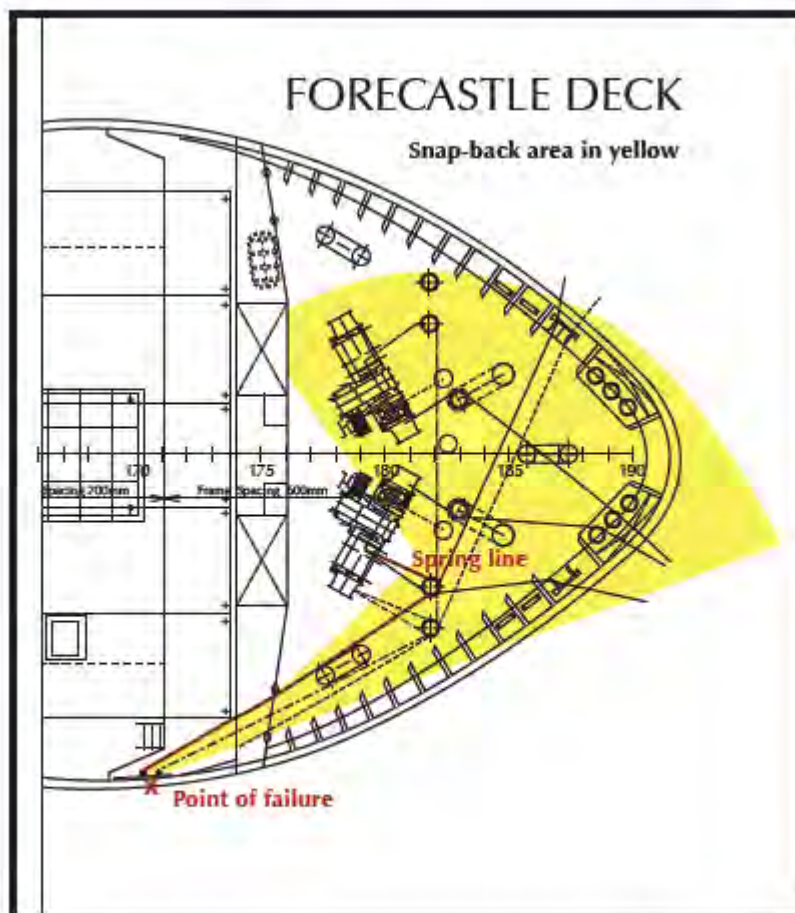 FORECASTLE DECK
Snap-back area in yellow
170 175 180 185 190
Spacing 200mm Frame Spacing 600mm
Spring line
X Point of failure